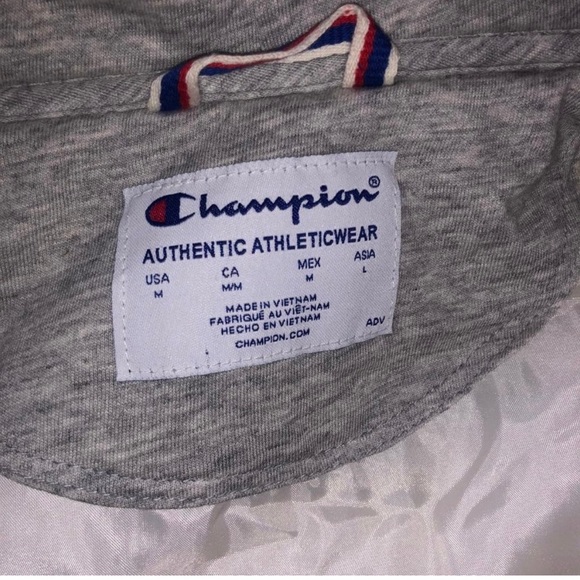 Champion®
AUTHENTIC ATHLETICWEAR
USA CA MEX ASIA
M M/M M L
MADE IN VIETNAM
FABRIQUÉ AU VIÊT-NAM
HECHO EN VIETNAM
CHAMPION.COM ADV